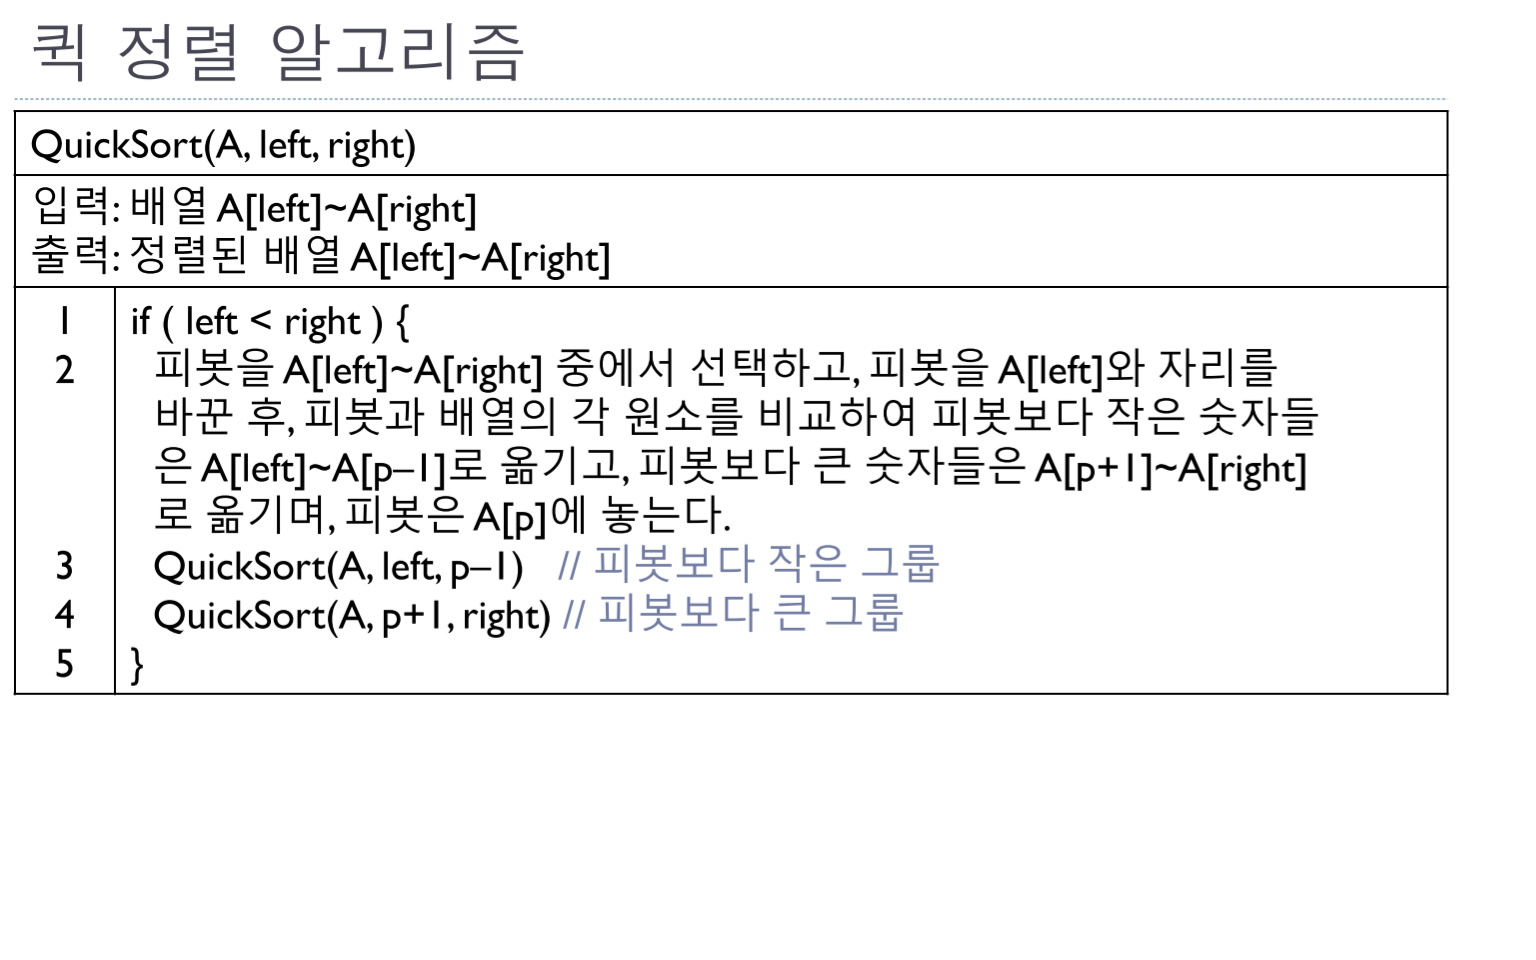 퀵 정렬 알고리즘
QuickSort(A, left, right)
입력: 배열 A[left]~A[right]
출력: 정렬된 배열 A[left]~A[right]
1 if ( left < right ) {
2 피봇을 A[left]~A[right] 중에서 선택하고, 피봇을 A[left]와 자리를
바꾼 후, 피봇과 배열의 각 원소를 비교하여 피봇보다 작은 숫자들
은 A[left]~A[p–1]로 옮기고, 피봇보다 큰 숫자들은 A[p+1]~A[right]
로 옮기며, 피봇은 A[p]에 놓는다.
3 QuickSort(A, left, p–1) // 피봇보다 작은 그룹
4 QuickSort(A, p+1, right) // 피봇보다 큰 그룹
5 }